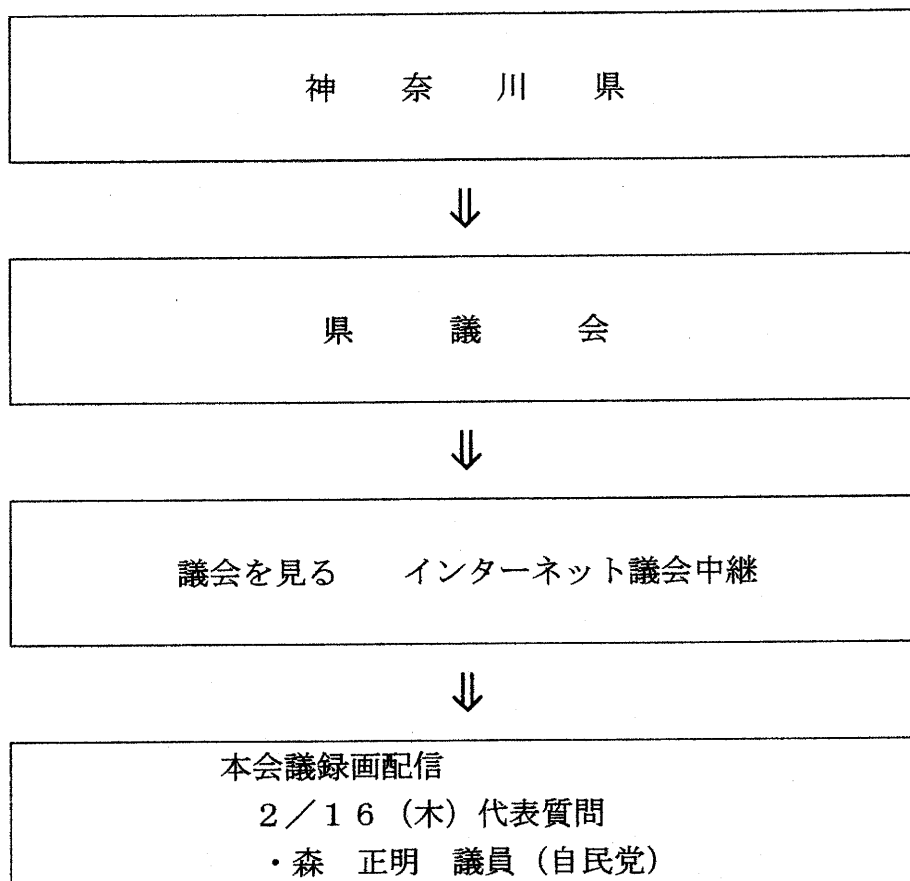 神　奈　川　県
⇓
県　議　会
⇓
議会を見る　インターネット議会中継
⇓
本会議録画配信
２／１６（木）代表質問
・森　正明　議員（自民党）